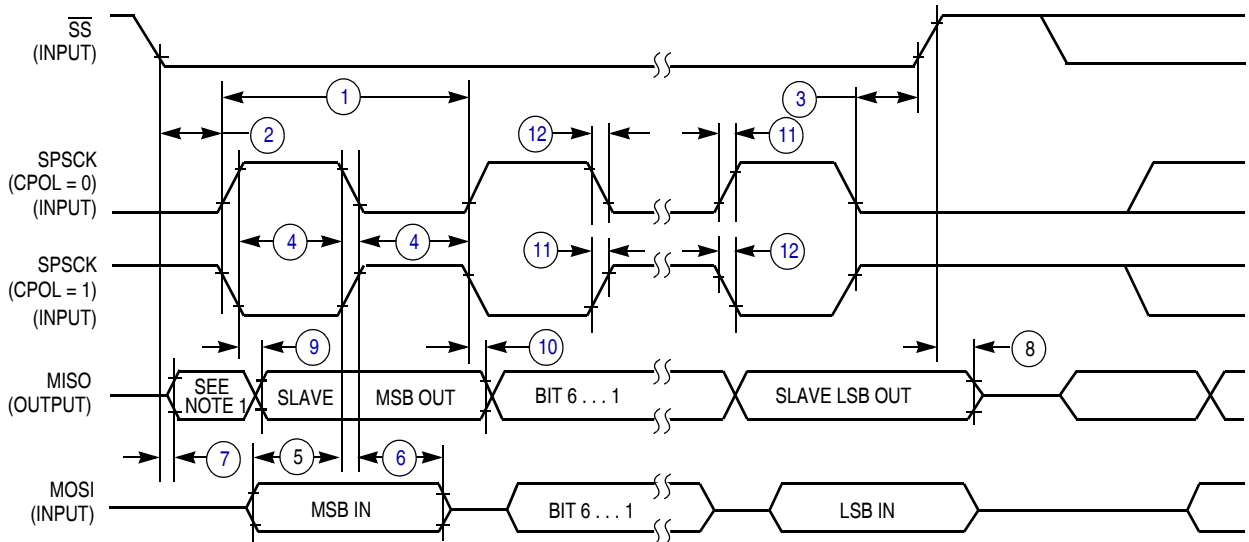 SS
(INPUT)
1
3
2
12
11
SPSCK
(CPOL = 0)
(INPUT)
4
4
11
12
SPSCK
(CPOL = 1)
(INPUT)
9
10
8
MISO
(OUTPUT)
SEE
NOTE 1
SLAVE
MSB OUT
BIT 6 . . . 1
SLAVE LSB OUT
7
5
6
MOSI
(INPUT)
MSB IN
BIT 6 . . . 1
LSB IN